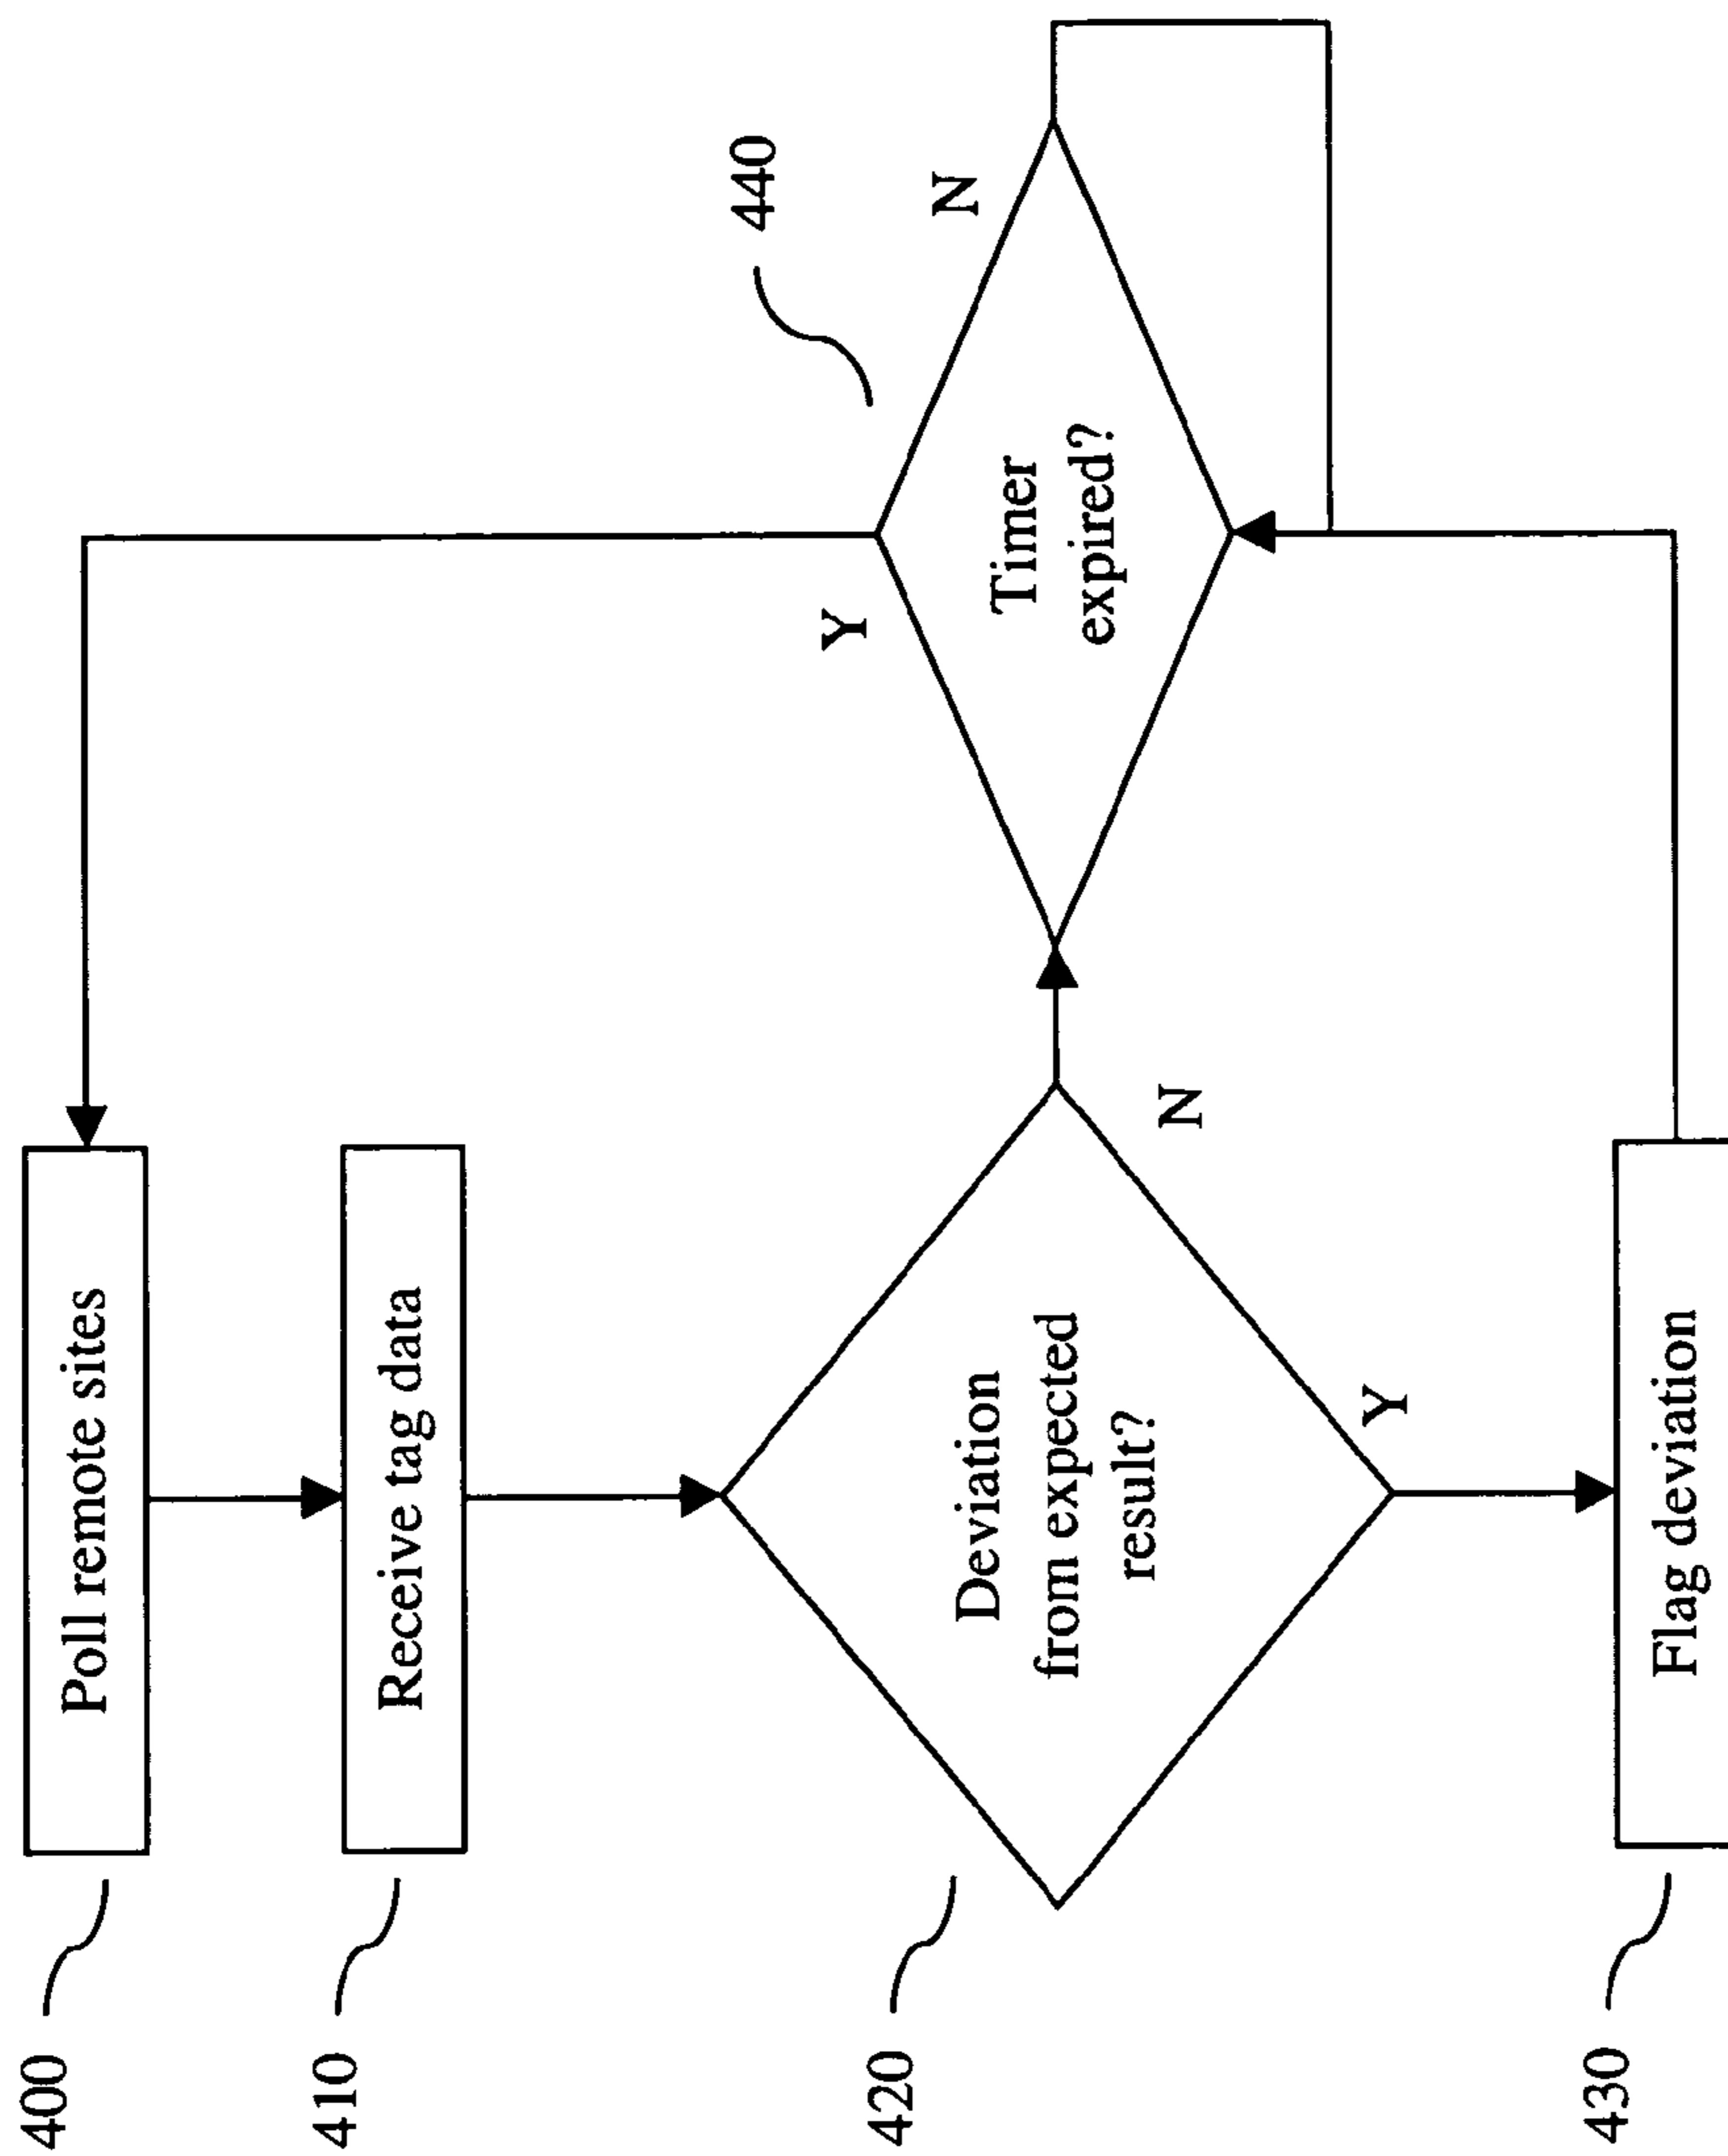 400
Poll remote sites
410
Receive tag data
420
Deviation
from expected
result?
N
Y
440
Timer
expired?
Y
N
430
Flag deviation